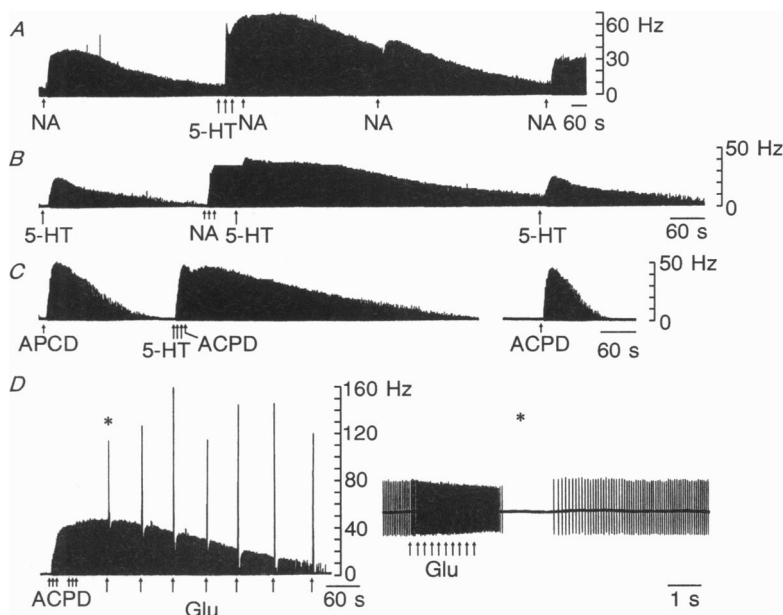 A
60 Hz
30
0
NA
5-HT
NA
NA
NA
60 s
B
50 Hz
0
5-HT
NA
5-HT
5-HT
60 s
C
50 Hz
0
APCD
5-HT
ACPD
ACPD
60 s
D
160 Hz
120
80
40
0
*
*
ACPD
Glu
60 s
Glu
1 s